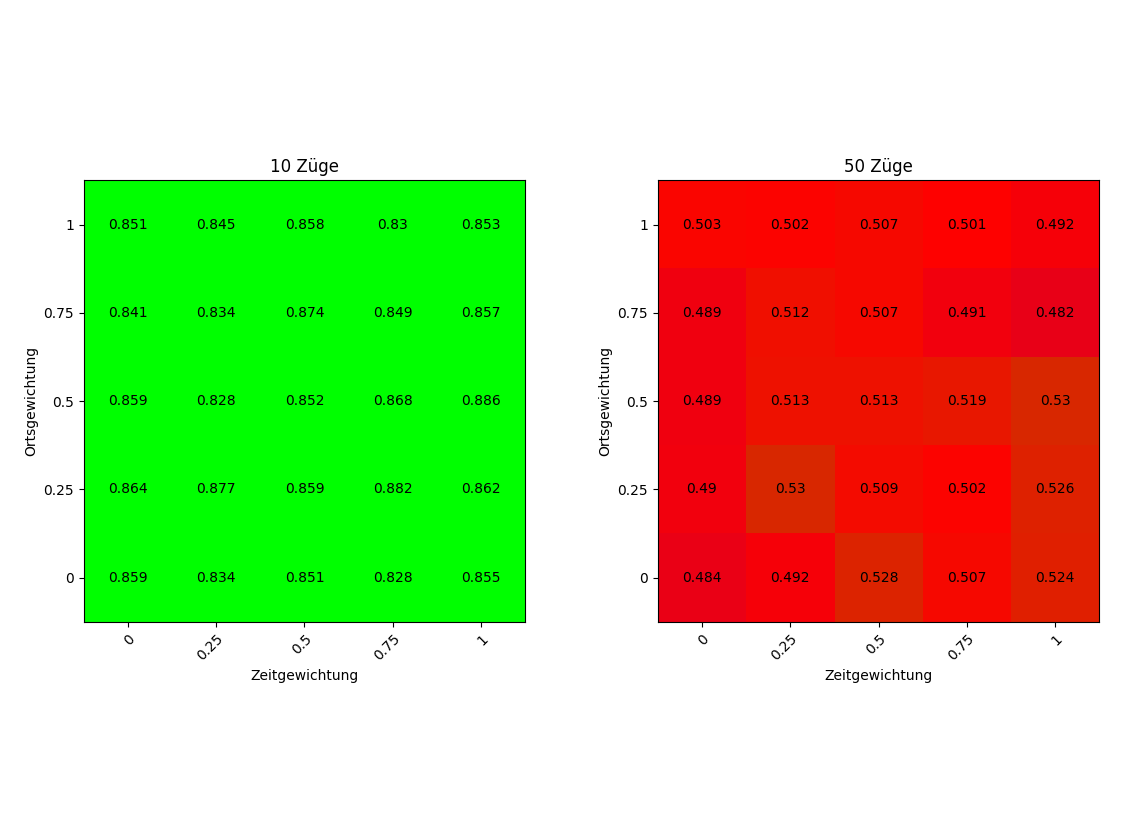 10 Züge
Ortsgewichtung
1 0.851 0.845 0.858 0.83 0.853
0.75 0.841 0.834 0.874 0.849 0.857
0.5 0.859 0.828 0.852 0.868 0.886
0.25 0.864 0.877 0.859 0.882 0.862
0 0.859 0.834 0.851 0.828 0.855
0 0.25 0.5 0.75 1
Zeitgewichtung
50 Züge
Ortsgewichtung
1 0.503 0.502 0.507 0.501 0.492
0.75 0.489 0.512 0.507 0.491 0.482
0.5 0.489 0.513 0.513 0.519 0.53
0.25 0.49 0.53 0.509 0.502 0.526
0 0.484 0.492 0.528 0.507 0.524
0 0.25 0.5 0.75 1
Zeitgewichtung